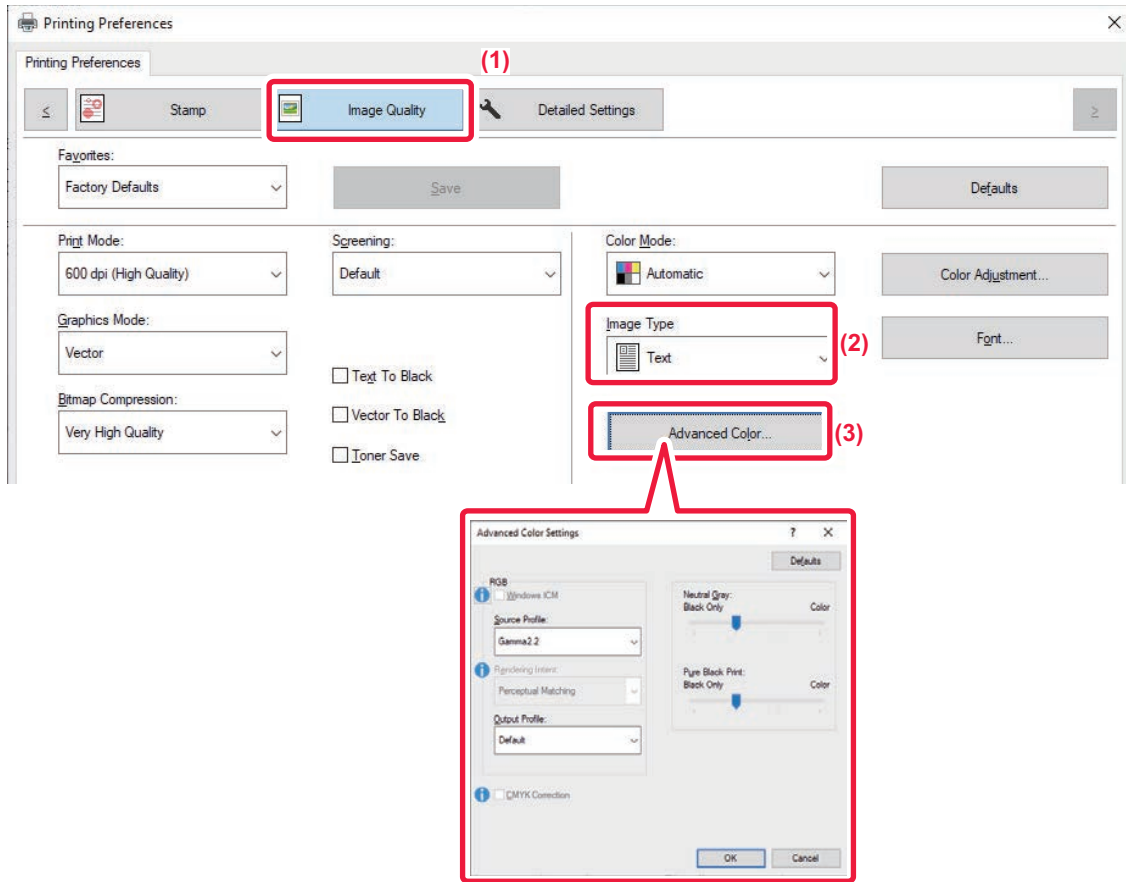 Printing Preferences
Printing Preferences
(1)
≤
Stamp
Image Quality
Detailed Settings
≥
Favorites:
Factory Defaults
Save
Defaults
Print Mode:
Screening:
Color Mode:
600 dpi (High Quality)
Default
Automatic
Color Adjustment...
Graphics Mode:
Image Type
Vector
Text
(2)
Font...
Text To Black
Bitmap Compression:
Vector To Black
Very High Quality
Advanced Color...
(3)
Toner Save
Advanced Color Settings
?
Defaults
RGB
Windows ICM
Neutral Gray:
Black Only
Color
Source Profile:
Gamma2.2
Rendering Intent:
Perceptual Matching
Pure Black Print:
Black Only
Color
Output Profile:
Default
CMYK Correction
OK
Cancel